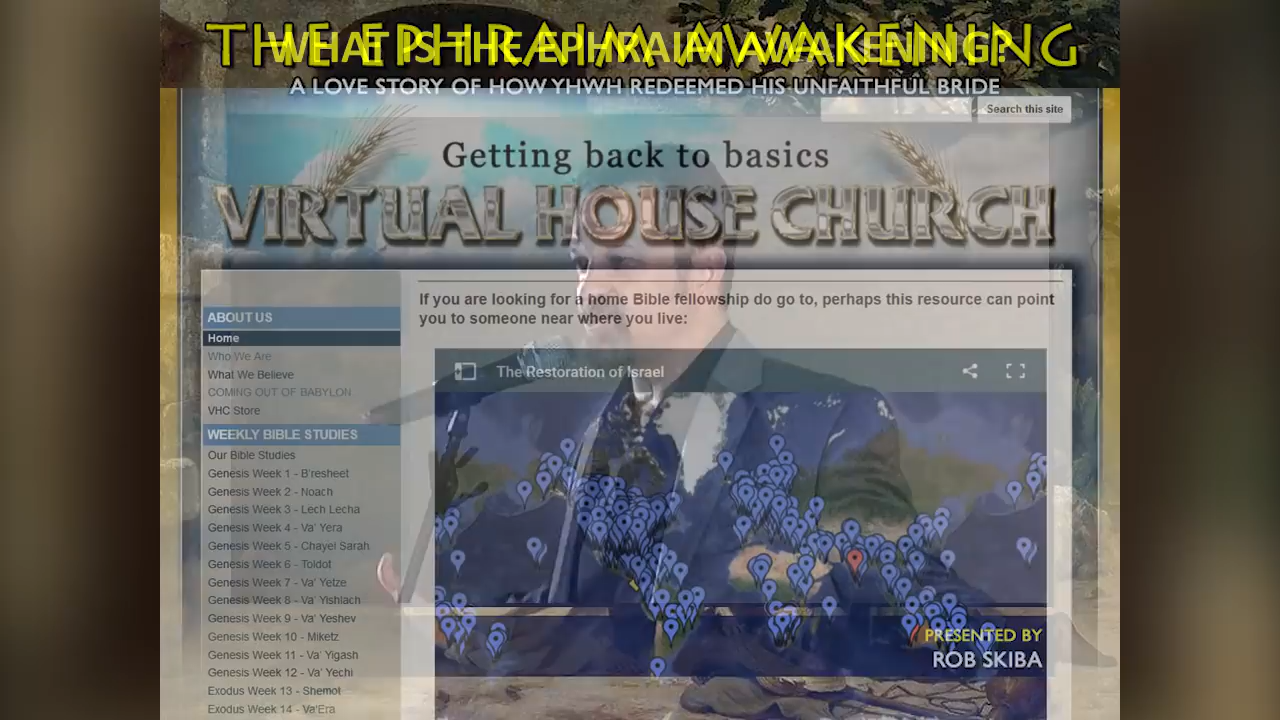 THE EPHRAIM AWAKENING
WHAT IS THE EPHRAIM AWAKENING?
A LOVE STORY OF HOW YHWH REDEEMED HIS UNFAITHFUL BRIDE
Search this site
Getting back to basics
VIRTUAL HOUSE CHURCH
If you are looking for a home Bible fellowship do go to, perhaps this resource can point
you to someone near where you live:
The Restoration of Israel
ABOUT US
Home
Who We Are
What We Believe
COMING OUT OF BABYLON
VHC Store
WEEKLY BIBLE STUDIES
Our Bible Studies
Genesis Week 1 - B'resheet
Genesis Week 2 - Noach
Genesis Week 3 - Lech Lecha
Genesis Week 4 - Va' Yera
Genesis Week 5 - Chayel Sarah
Genesis Week 6 - Toldot
Genesis Week 7 - Va' Yetze
Genesis Week 8 - Va' Yishlach
Genesis Week 9 - Va' Yeshev
Genesis Week 10 - Miketz
Genesis Week 11 - Va' Yigash
Genesis Week 12 - Va' Yechi
Exodus Week 13 - Shemot
Exodus Week 14 - Va'Era
PRESENTED BY
ROB SKIBA